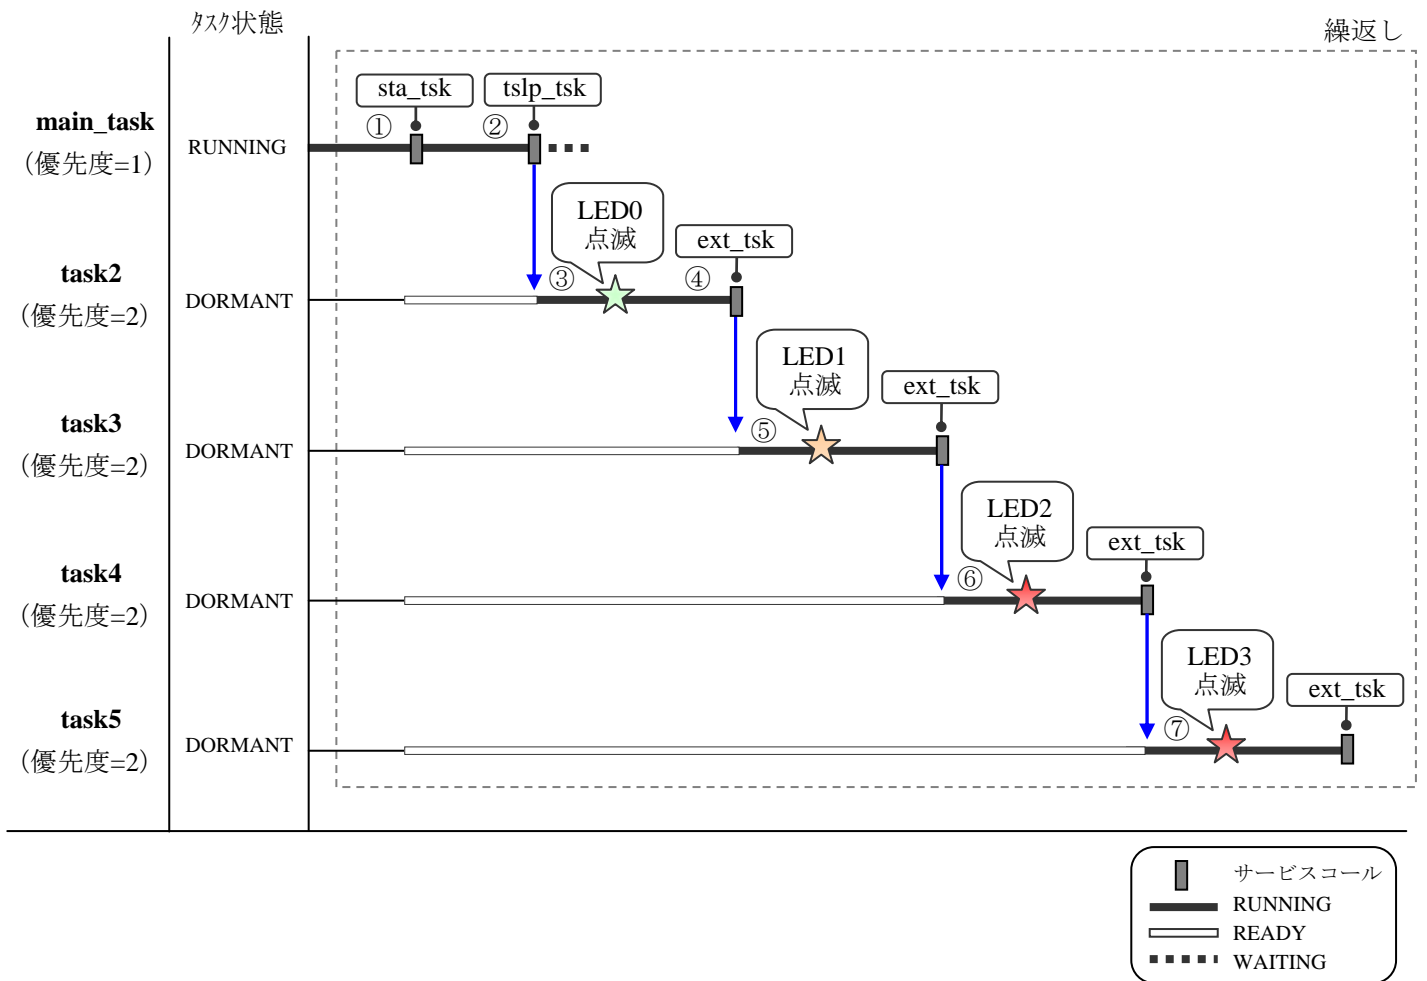 ﾀｽｸ状態
繰返し
sta_tsk
tslp_tsk
main_task
(優先度=1)
RUNNING
①
②
LED0
点滅
ext_tsk
task2
(優先度=2)
DORMANT
③
④
LED1
点滅
ext_tsk
task3
(優先度=2)
DORMANT
⑤
LED2
点滅
ext_tsk
task4
(優先度=2)
DORMANT
⑥
LED3
点滅
ext_tsk
task5
(優先度=2)
DORMANT
⑦
サービスコール
RUNNING
READY
WAITING